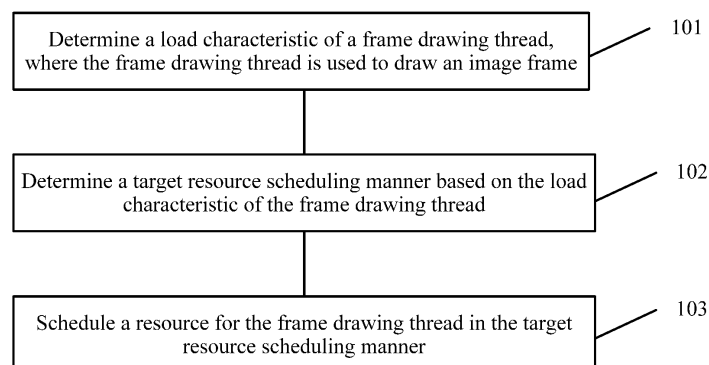 Determine a load characteristic of a frame drawing thread,
where the frame drawing thread is used to draw an image frame
101
Determine a target resource scheduling manner based on the load
characteristic of the frame drawing thread
102
Schedule a resource for the frame drawing thread in the target
resource scheduling manner
103